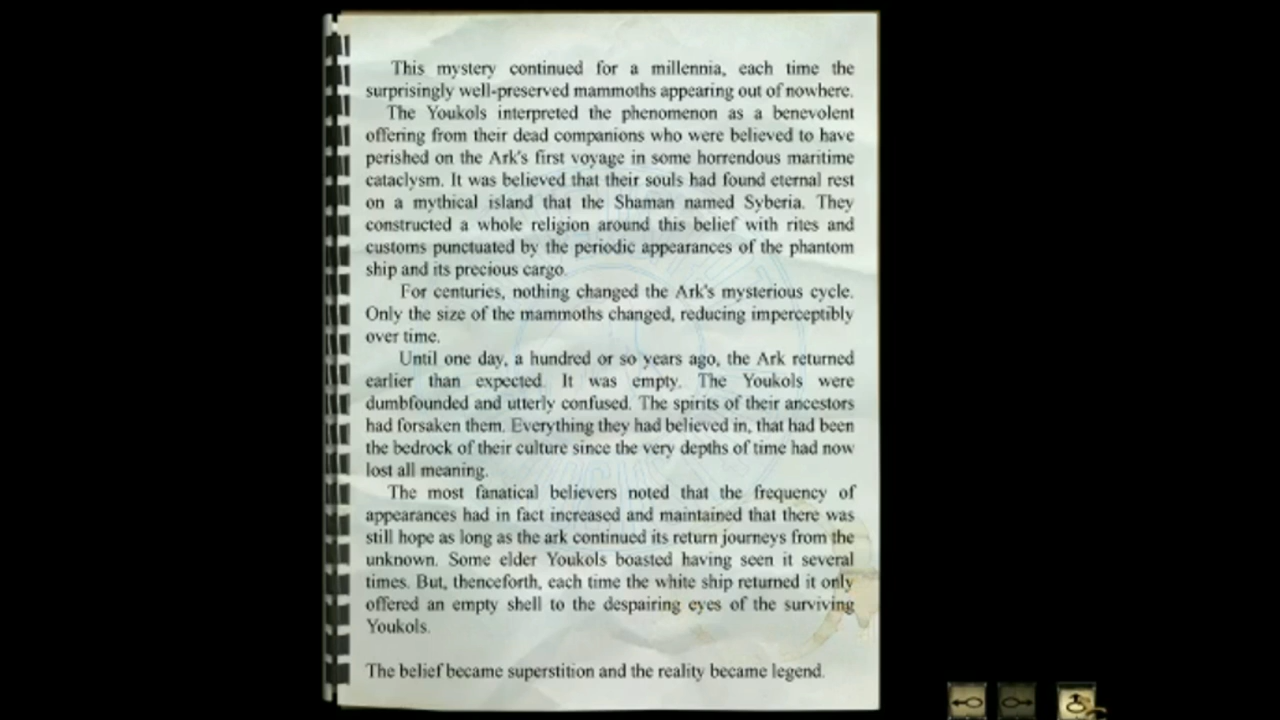 This mystery continued for a millennia, each time the
surprisingly well-preserved mammoths appearing out of nowhere.
The Youkols interpreted the phenomenon as a benevolent
offering from their dead companions who were believed to have
perished on the Ark's first voyage in some horrendous maritime
cataclysm. It was believed that their souls had found eternal rest
on a mythical island that the Shaman named Syberia. They
constructed a whole religion around this belief with rites and
customs punctuated by the periodic appearances of the phantom
ship and its precious cargo.
For centuries, nothing changed the Ark's mysterious cycle.
Only the size of the mammoths changed, reducing imperceptibly
over time.
Until one day, a hundred or so years ago, the Ark returned
earlier than expected. It was empty. The Youkols were
dumbfounded and utterly confused. The spirits of their ancestors
had forsaken them. Everything they had believed in, that had been
the bedrock of their culture since the very depths of time had now
lost all meaning.
The most fanatical believers noted that the frequency of
appearances had in fact increased and maintained that there was
still hope as long as the ark continued its return journeys from the
unknown. Some elder Youkols boasted having seen it several
times. But, thenceforth, each time the white ship returned it only
offered an empty shell to the despairing eyes of the surviving
Youkols.
The belief became superstition and the reality became legend.